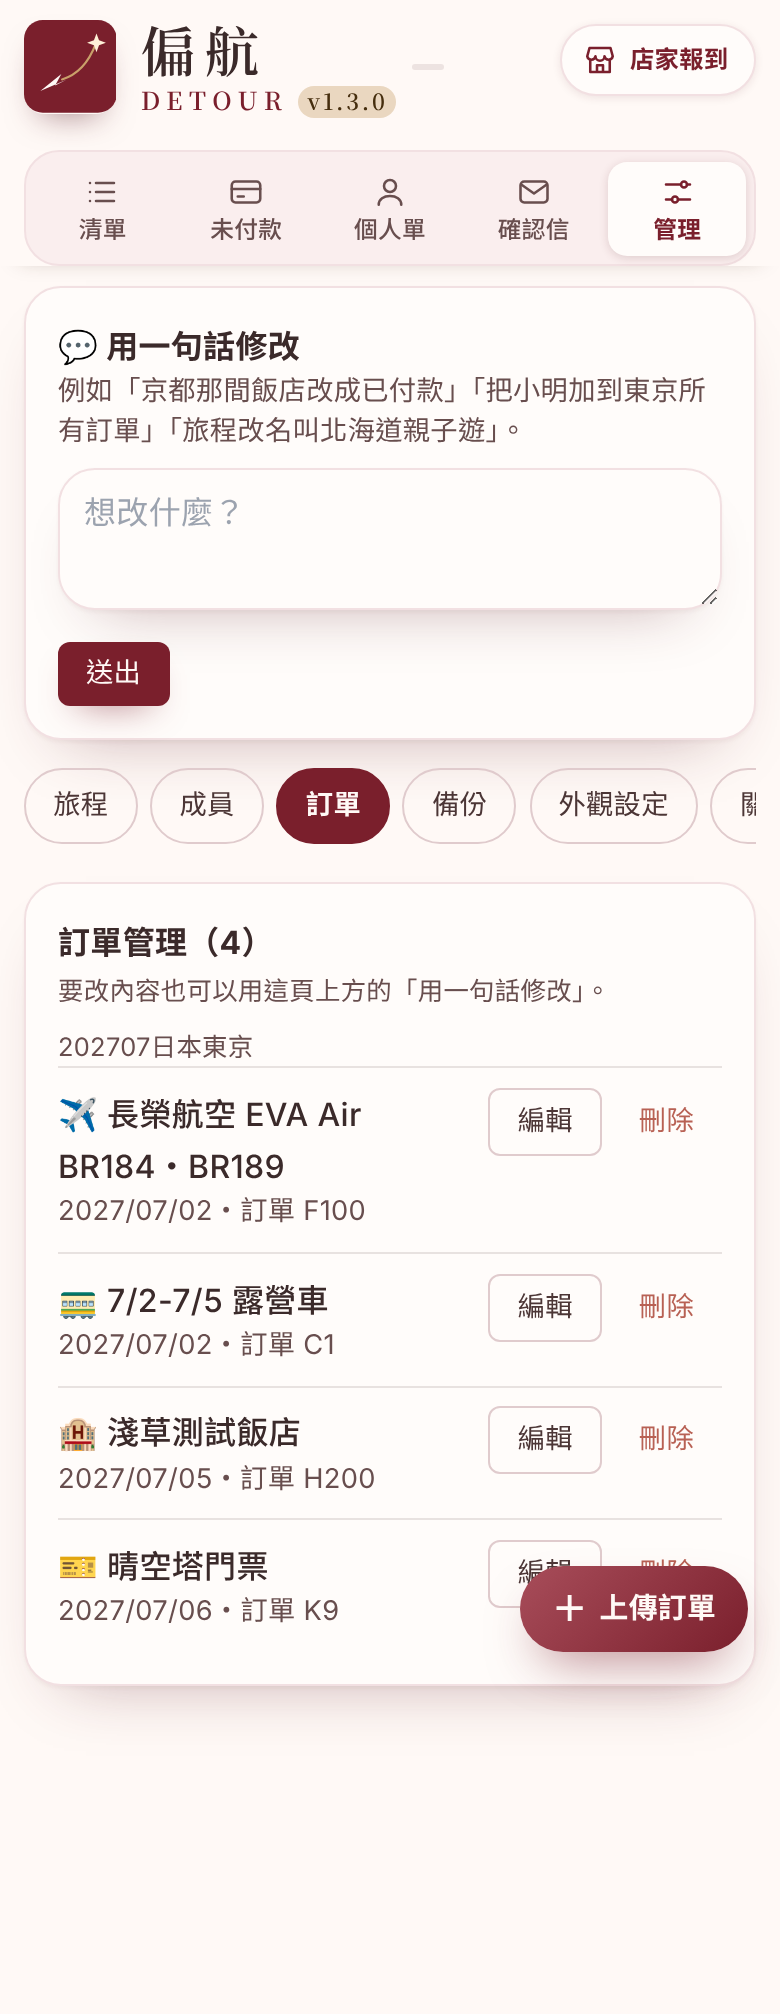 偏航
DETOUR v1.3.0
店家報到
清單
未付款
個人單
確認信
管理
💬 用一句話修改
例如「京都那間飯店改成已付款」「把小明加到東京所
有訂單」「旅程改名叫北海道親子遊」。
想改什麼？
送出
旅程
成員
訂單
備份
外觀設定
訂單管理（4）
要改內容也可以用這頁上方的「用一句話修改」。
202707日本東京
✈️ 長榮航空 EVA Air
BR184・BR189
2027/07/02・訂單 F100
編輯
刪除
🚃 7/2-7/5 露營車
2027/07/02・訂單 C1
編輯
刪除
🏨 淺草測試飯店
2027/07/05・訂單 H200
編輯
刪除
🎫 晴空塔門票
2027/07/06・訂單 K9
＋ 上傳訂單